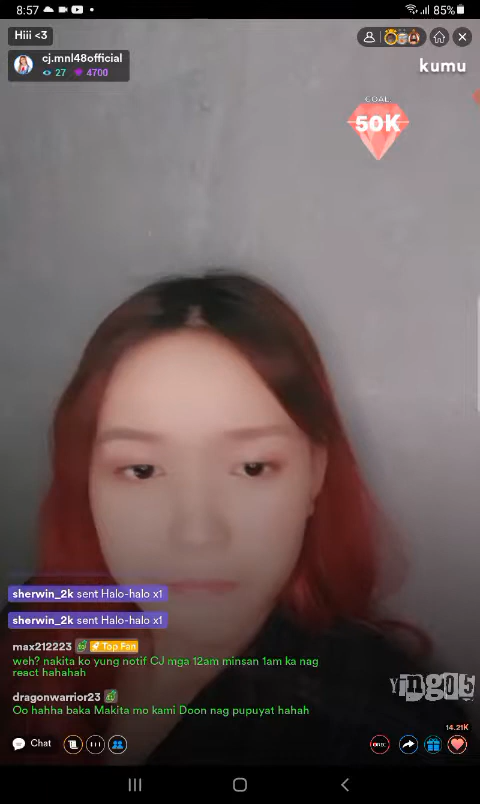 8:57
85%
Hiii <3
cj.mnl48official
27 4700
kumu
GOAL
50K
sherwin_2k sent Halo-halo x1
sherwin_2k sent Halo-halo x1
max212223 Top Fan
weh? nakita ko yung notif CJ mga 12am minsan 1am ka nag
react hahahah
dragonwarrior23
Oo hahha baka Makita mo kami Doon nag pupuyat hahah
Yingo5
14.21K
Chat